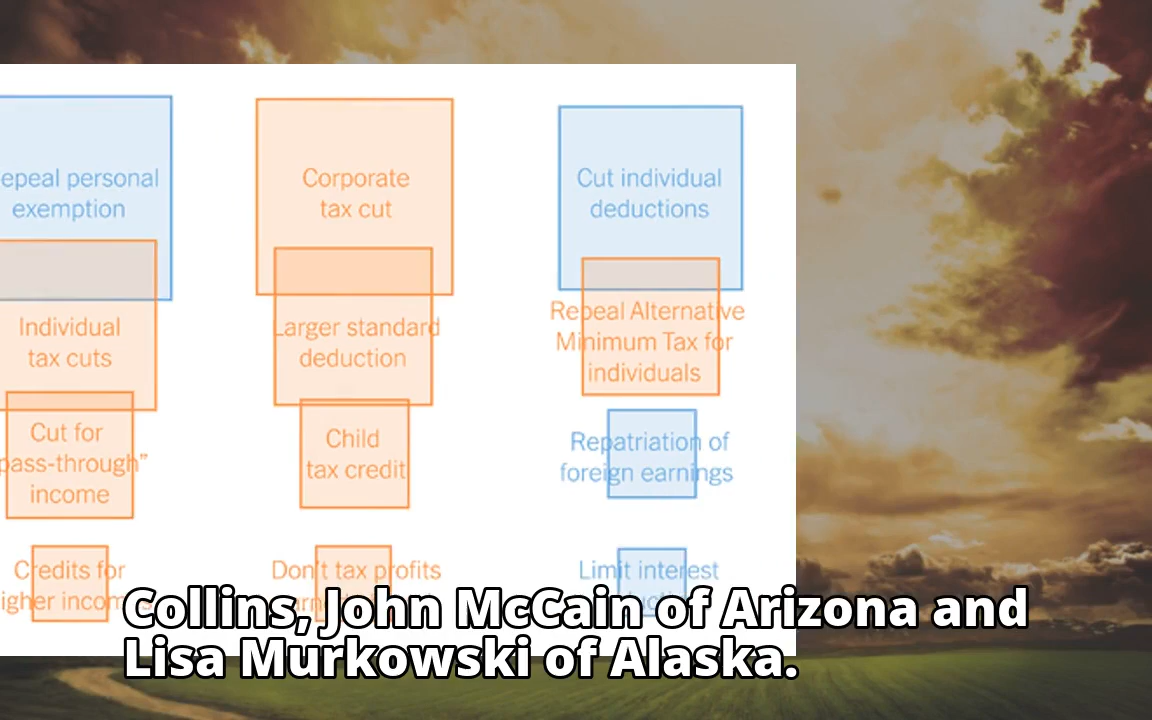 epeal personal
exemption
Corporate
tax cut
Cut individual
deductions
Individual
tax cuts
Larger standard
deduction
Repeal Alternative
Minimum Tax for
individuals
Cut for
pass-through”
income
Child
tax credit
Repatriation of
foreign earnings
Credits for
igher incom
Don’t tax profits
Limit interest
Collins, John McCain of Arizona and
Lisa Murkowski of Alaska.